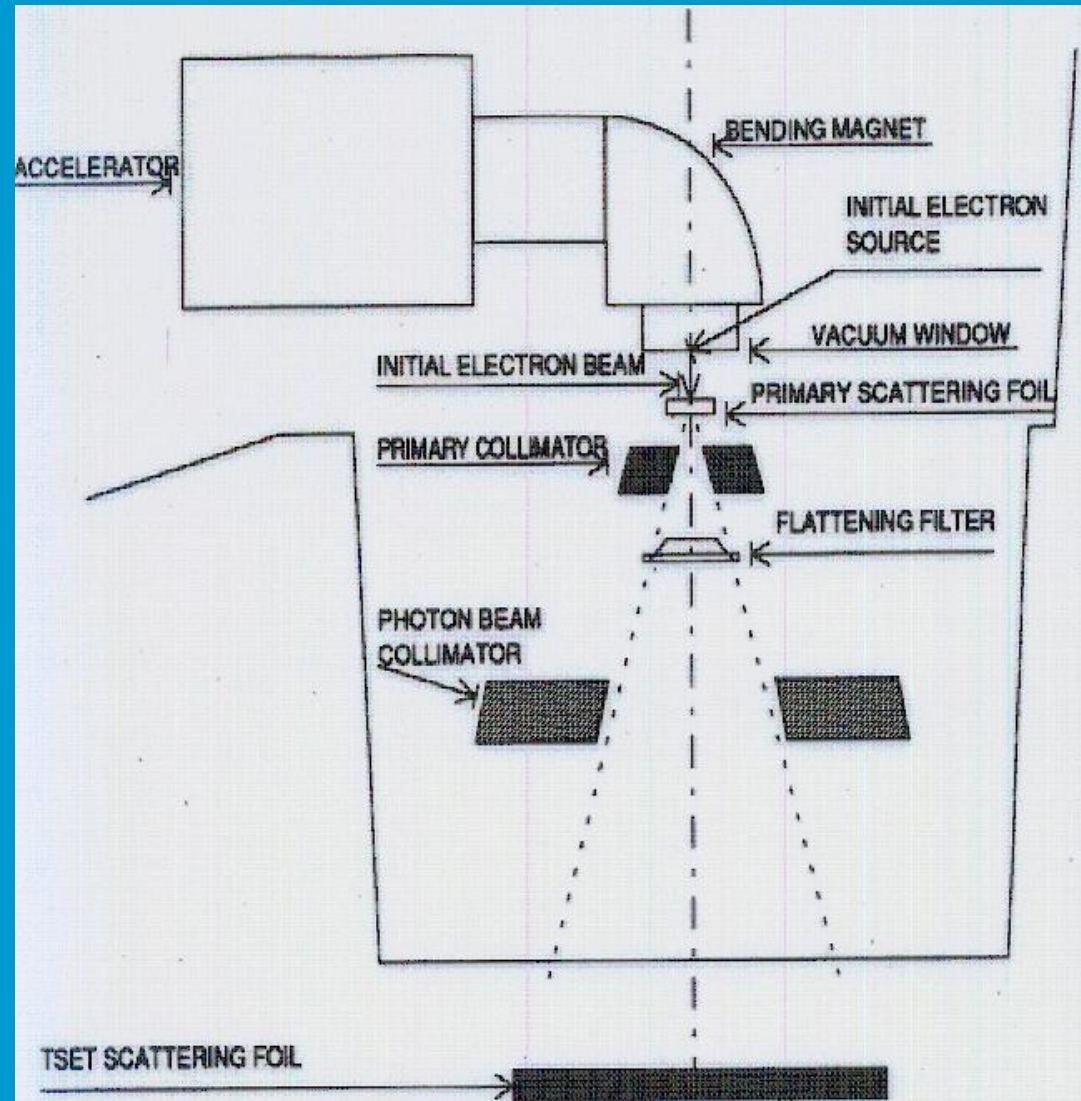 BENDING MAGNET
ACCELERATOR
INITIAL ELECTRON
SOURCE
VACUUM WINDOW
INITIAL ELECTRON BEAM
PRIMARY SCATTERING FOIL
PRIMARY COLLIMATOR
FLATTENING FILTER
PHOTON BEAM
COLLIMATOR
TSET SCATTERING FOIL